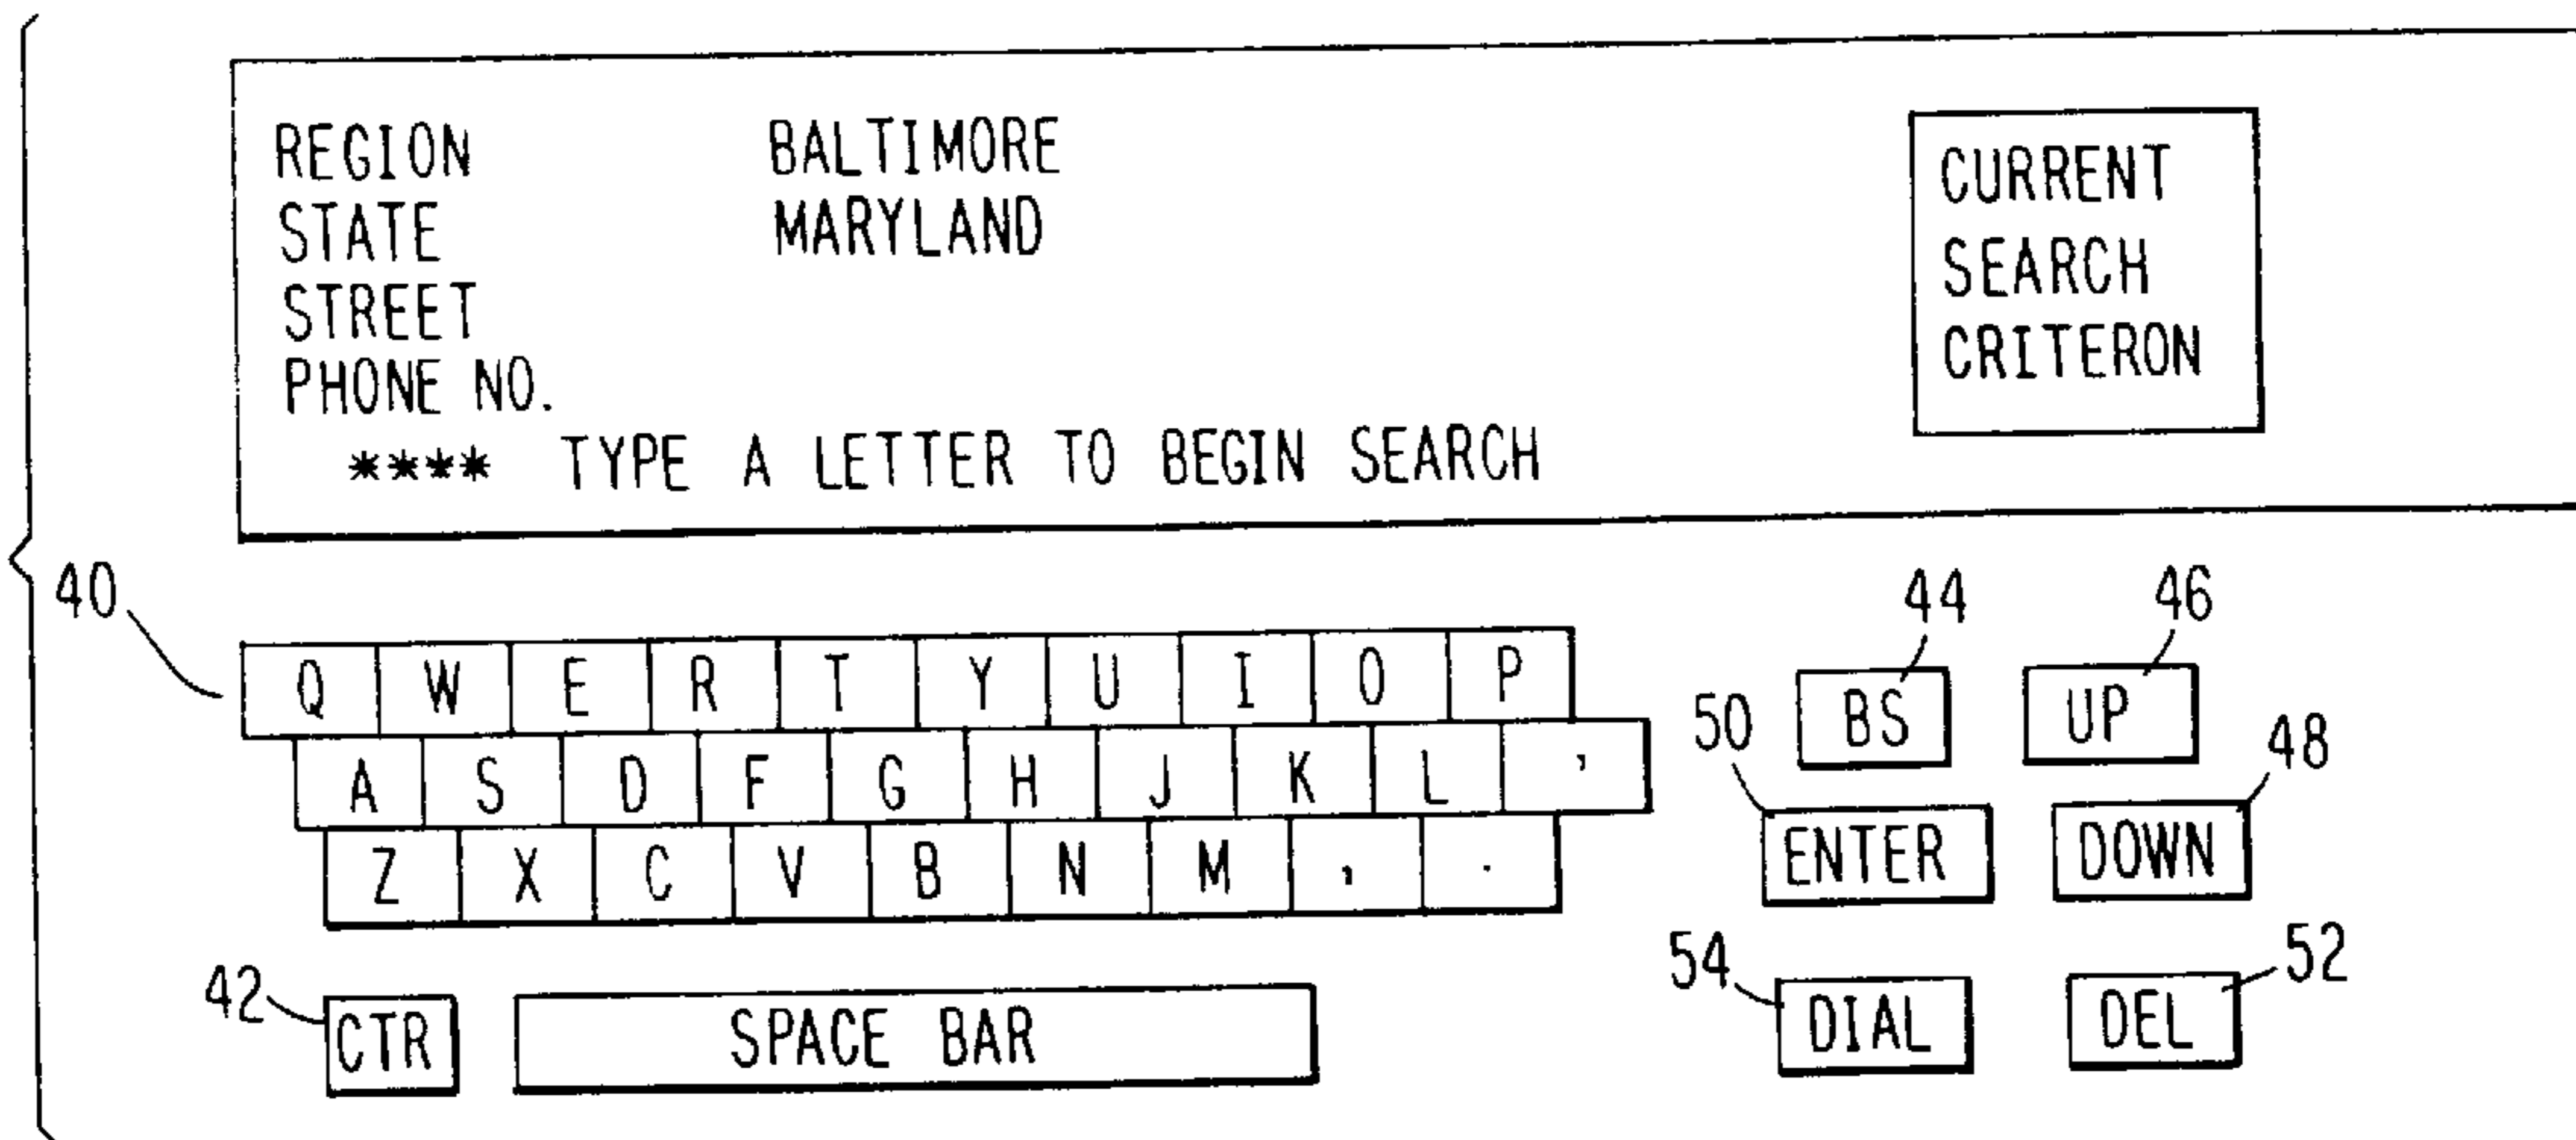 REGION BALTIMORE
STATE MARYLAND
STREET
PHONE NO.
**** TYPE A LETTER TO BEGIN SEARCH
CURRENT
SEARCH
CRITERON
40
Q W E R T Y U I O P
A S D F G H J K L '
Z X C V B N M , .
42
CTR SPACE BAR
44 46
BS UP
50 48
ENTER DOWN
54 52
DIAL DEL